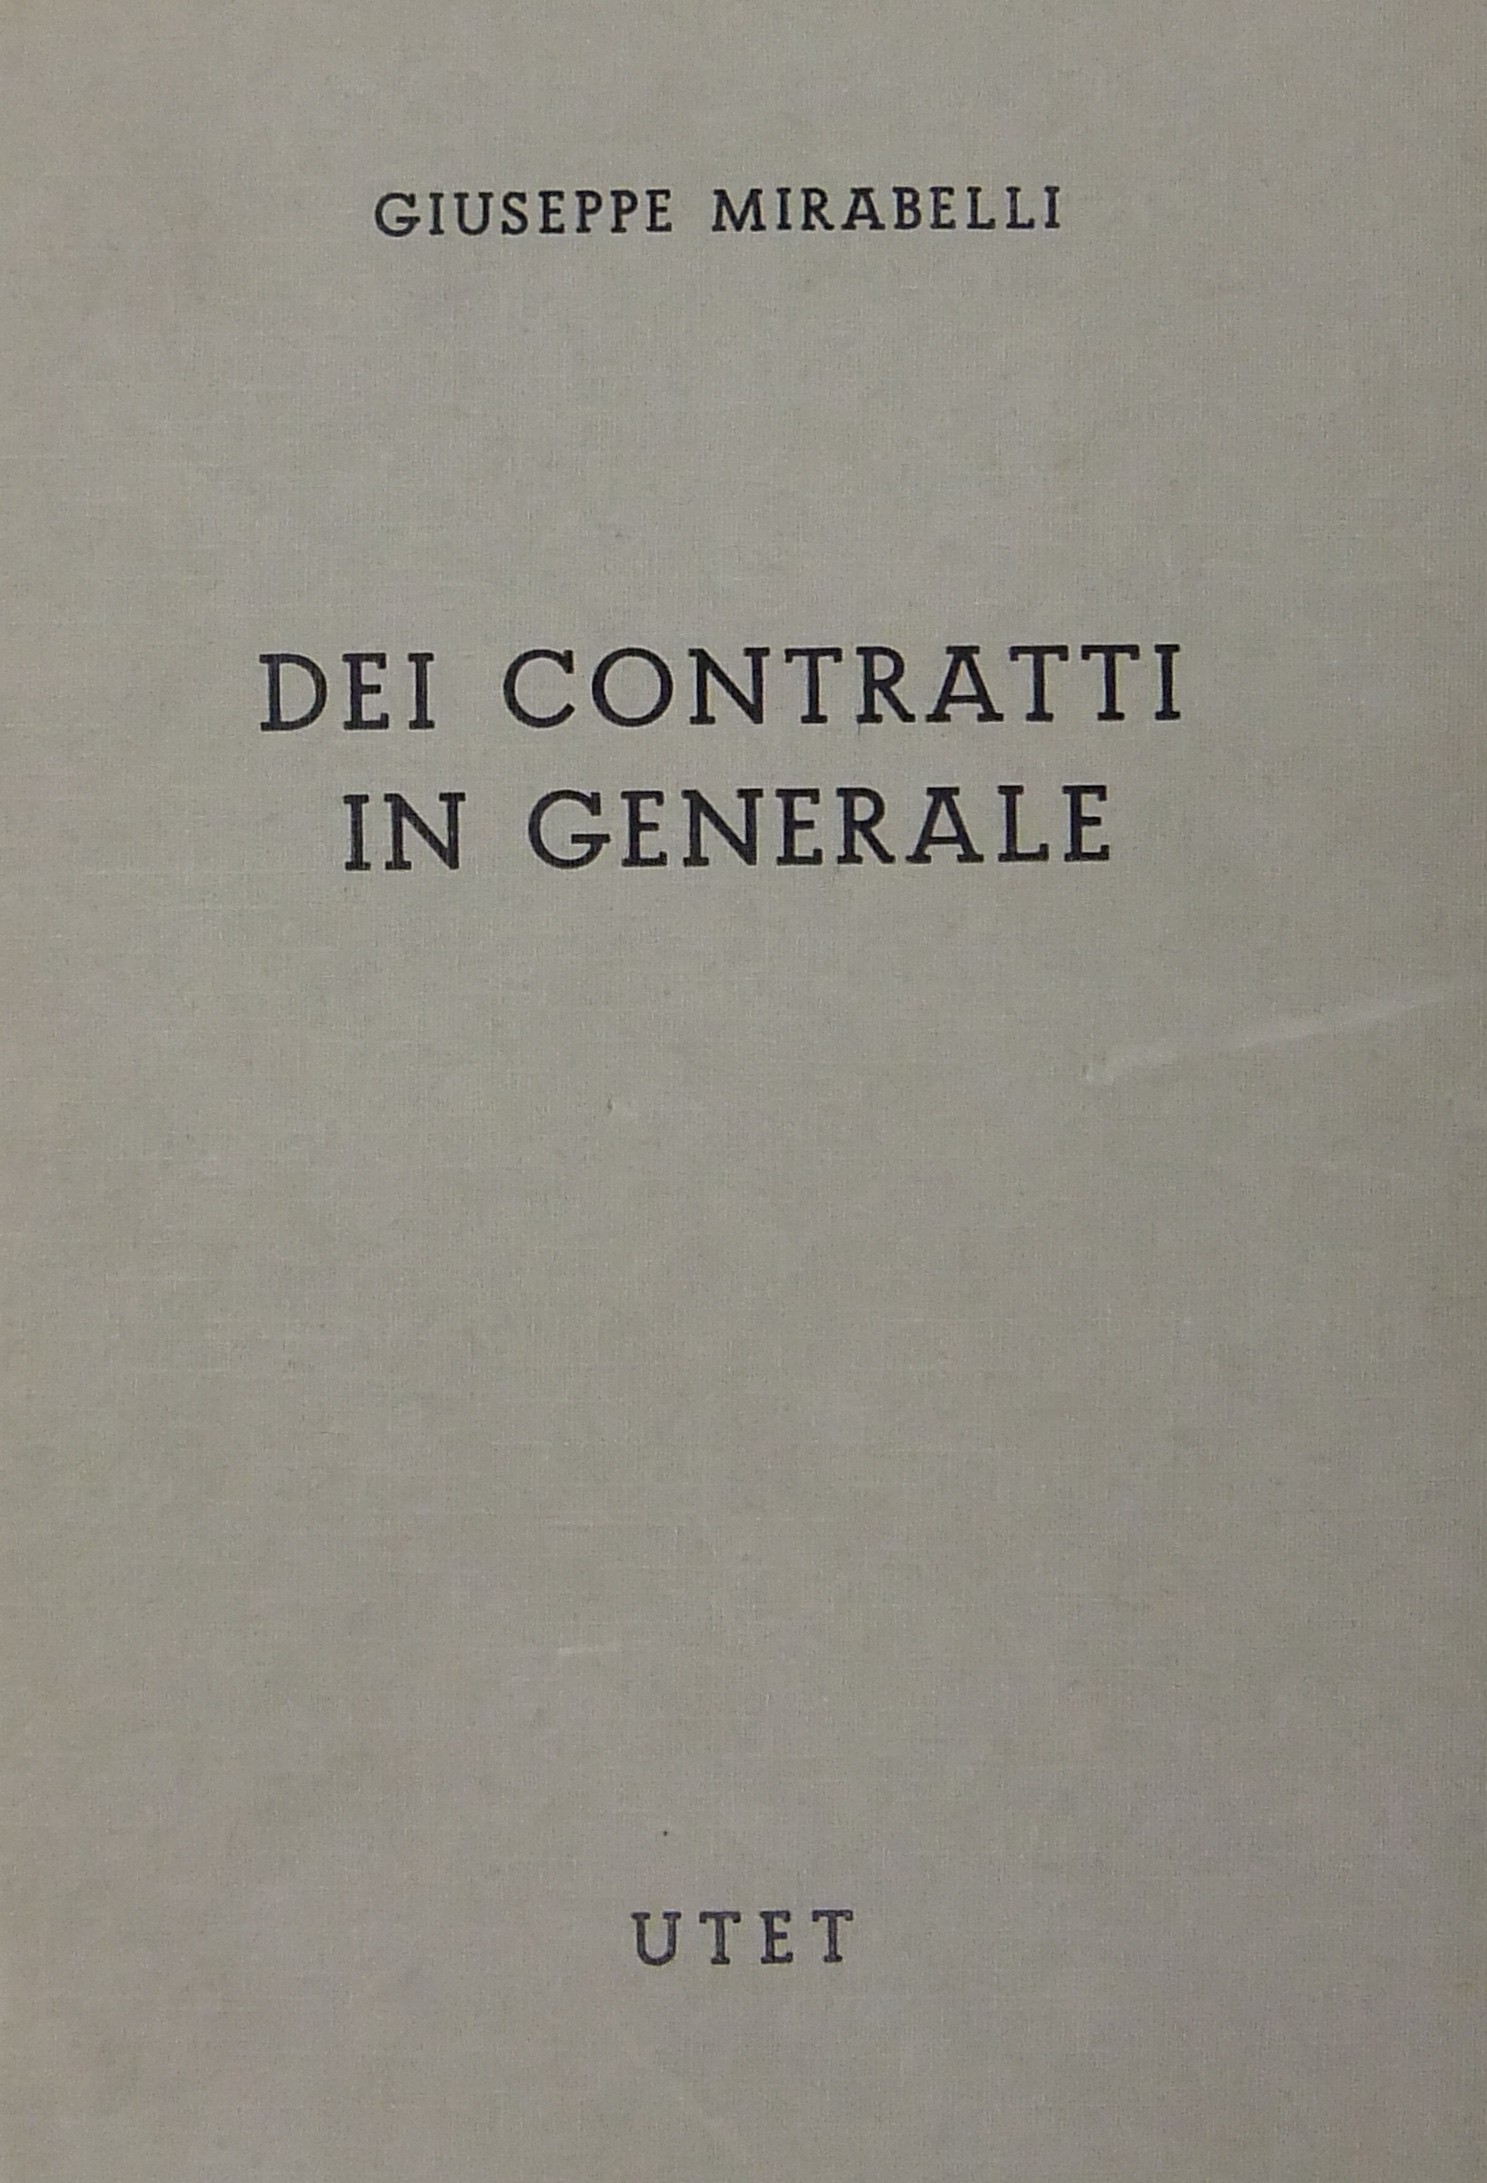 GIUSEPPE MIRABELLI
DEI CONTRATTI
IN GENERALE
UTET